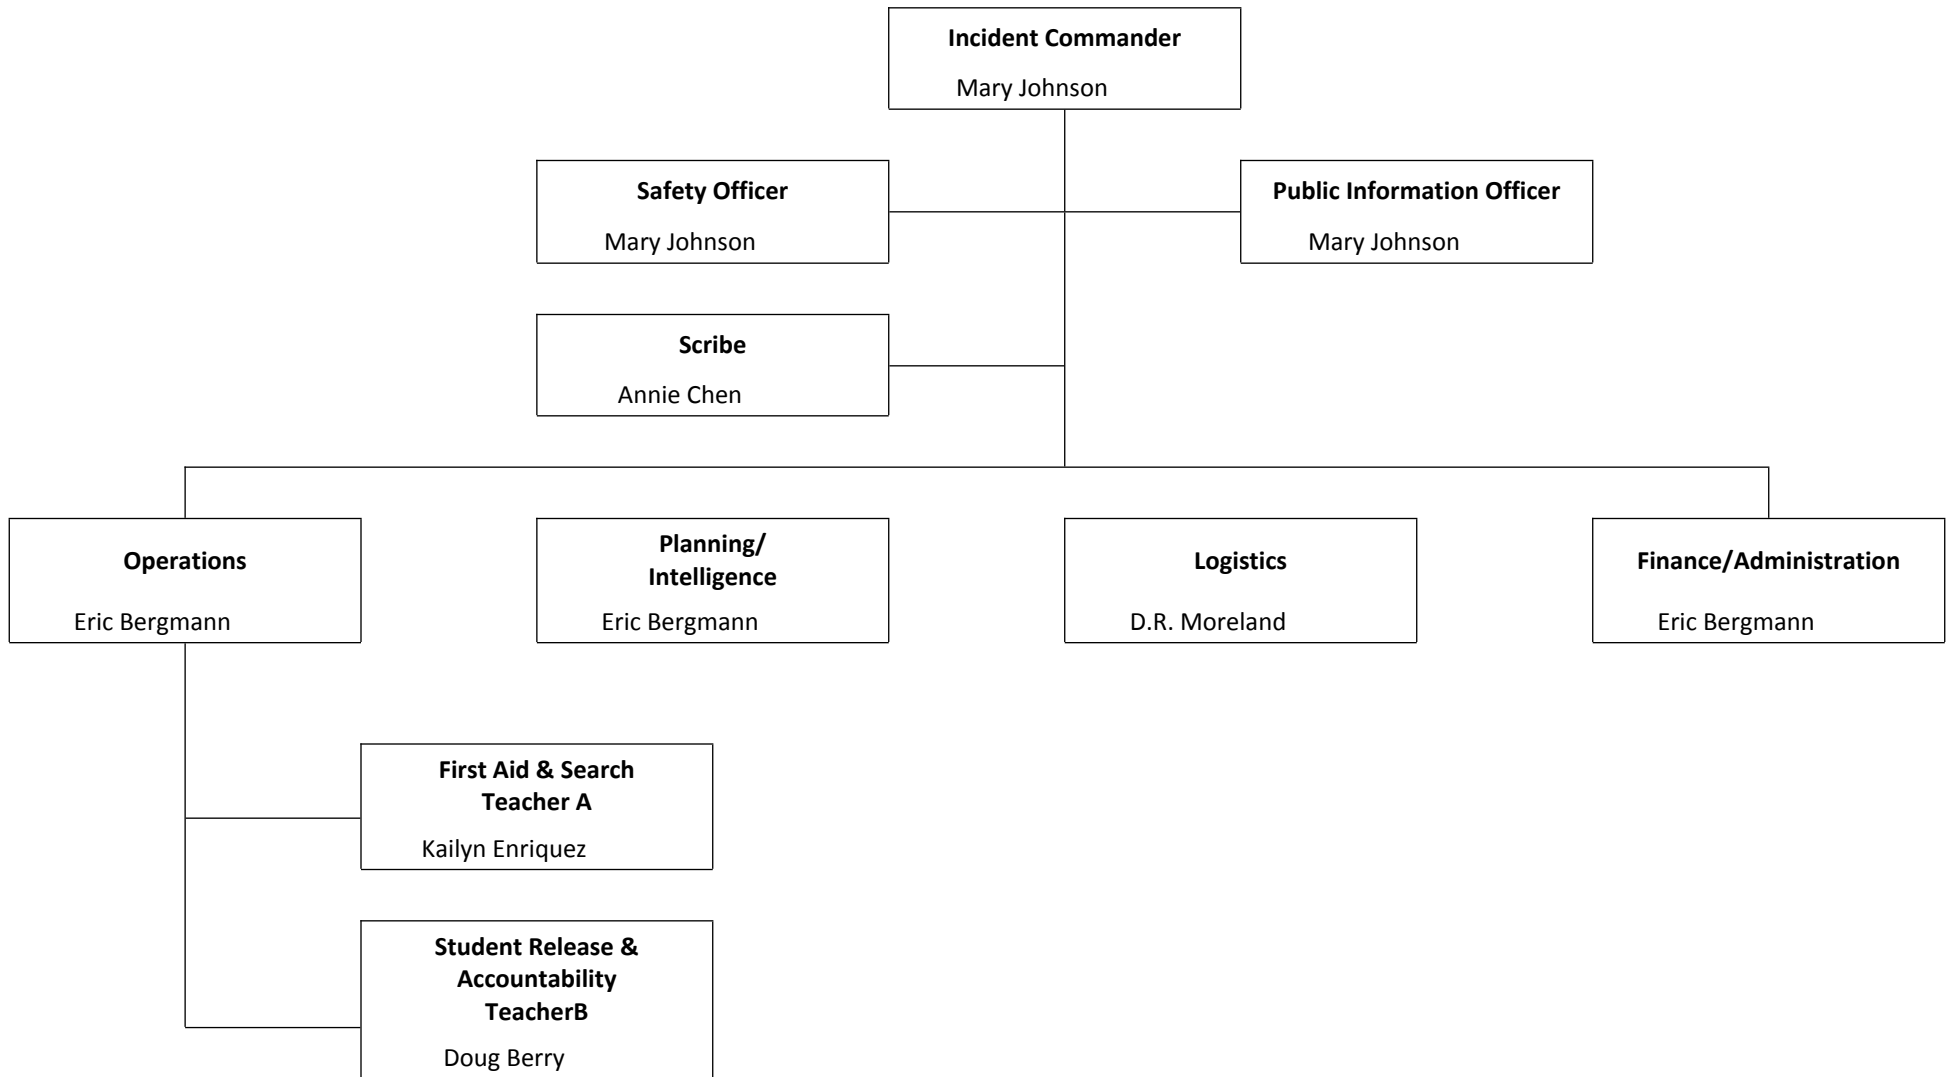 Incident Commander
Mary Johnson
Safety Officer
Mary Johnson
Public Information Officer
Mary Johnson
Scribe
Annie Chen
Operations
Eric Bergmann
Planning/
Intelligence
Eric Bergmann
Logistics
D.R. Moreland
Finance/Administration
Eric Bergmann
First Aid & Search
Teacher A
Kailyn Enriquez
Student Release &
Accountability
TeacherB
Doug Berry